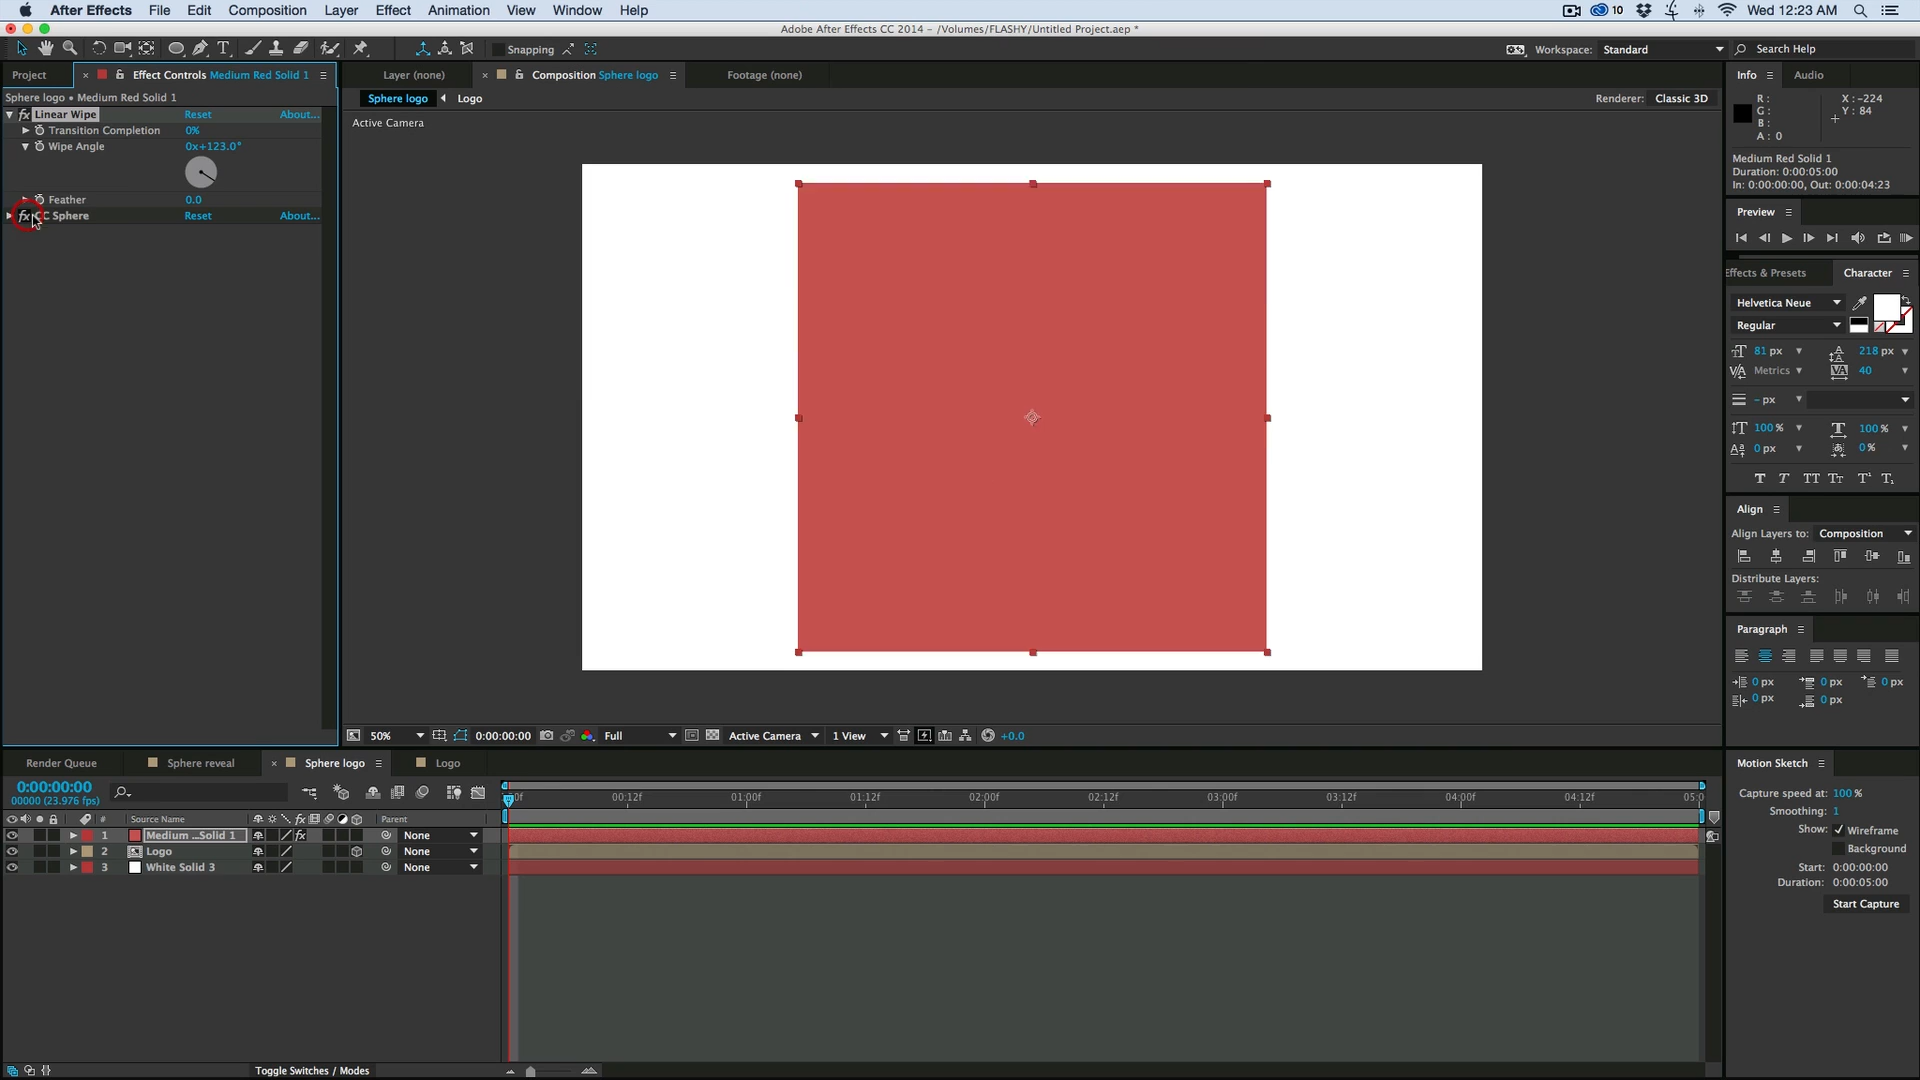 After Effects File Edit Composition Layer Effect Animation View Window Help
10 Wed 12:23 AM
Adobe After Effects CC 2014 - /Volumes/FLASHY/Untitled Project.aep *
Snapping
Workspace: Standard
Search Help
Project
Effect Controls Medium Red Solid 1
Layer (none)
Composition Sphere logo
Footage (none)
Info
Audio
Sphere logo • Medium Red Solid 1
Sphere logo
Logo
Renderer: Classic 3D
Linear Wipe Reset About...
Transition Completion 0%
Wipe Angle 0x+123.0°
Feather 0.0
CC Sphere Reset About...
Active Camera
R : X : -224
G : Y : 84
B :
A : 0
Medium Red Solid 1
Duration: 0:00:05:00
In: 0:00:00:00, Out: 0:00:04:23
Preview
Effects & Presets
Character
Helvetica Neue
Regular
81 px 218 px
Metrics 40
- px
100 % 100 %
0 px 0 %
Align
Align Layers to: Composition
Distribute Layers:
Paragraph
0 px 0 px 0 px
0 px 0 px
50% 0:00:00:00 Full Active Camera 1 View +0.0
Render Queue
Sphere reveal
Sphere logo
Logo
Motion Sketch
0:00:00:00
00000 (23.976 fps)
00:12f 01:00f 01:12f 02:00f 02:12f 03:00f 03:12f 04:00f 04:12f 05:0
# Source Name Parent
1 Medium ...Solid 1 None
2 Logo None
3 White Solid 3 None
Capture speed at: 100 %
Smoothing: 1
Show: Wireframe
Background
Start: 0:00:00:00
Duration: 0:00:05:00
Start Capture
Toggle Switches / Modes